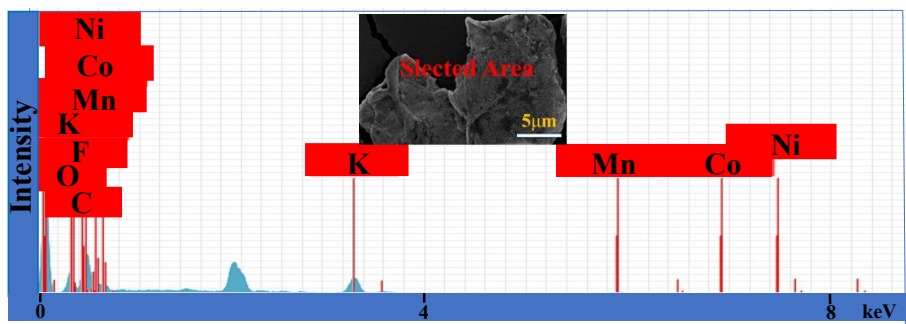 Ni
Co
Mn
K
F
O
C
Intensity
Slected Area
5μm
K
Mn
Co
Ni
0
4
8
keV